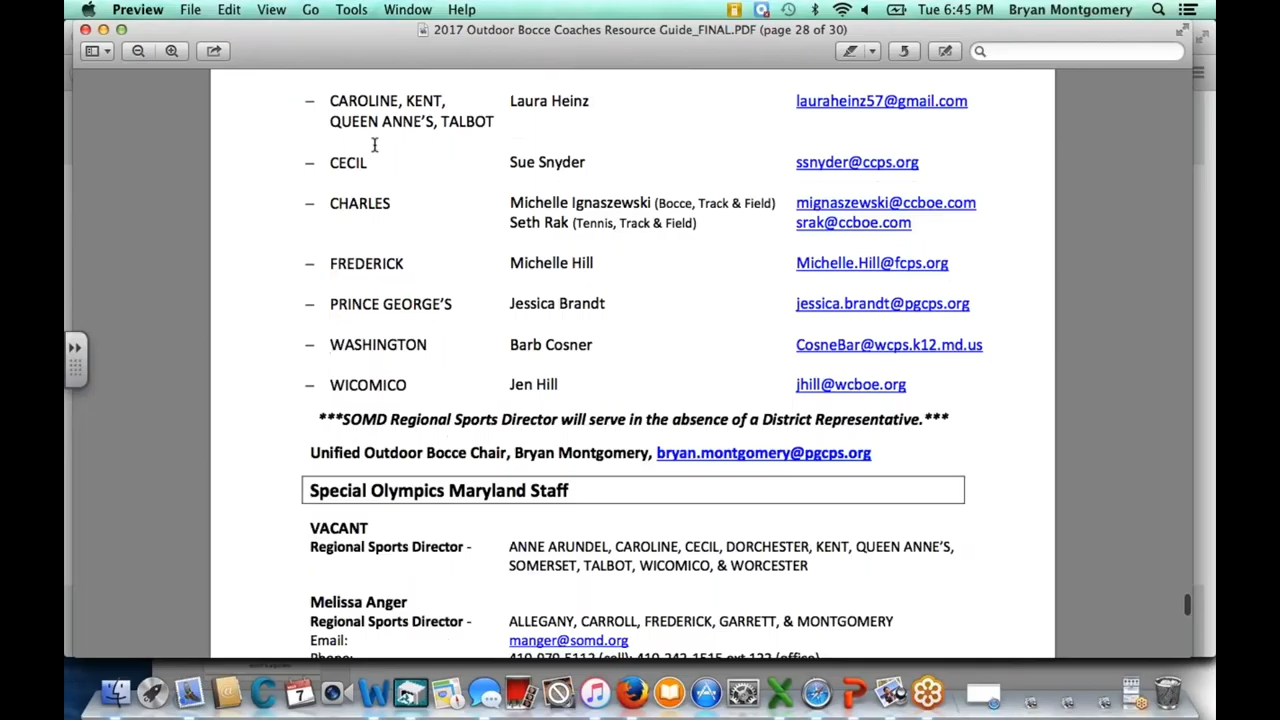 Preview File Edit View Go Tools Window Help Tue 6:45 PM Bryan Montgomery
2017 Outdoor Bocce Coaches Resource Guide_FINAL.PDF (page 28 of 30)
– CAROLINE, KENT, Laura Heinz lauraheinz57@gmail.com
QUEEN ANNE'S, TALBOT
– CECIL Sue Snyder ssnyder@ccps.org
– CHARLES Michelle Ignaszewski (Bocce, Track & Field) mignaszewski@ccboe.com
Seth Rak (Tennis, Track & Field) srak@ccboe.com
– FREDERICK Michelle Hill Michelle.Hill@fcps.org
– PRINCE GEORGE'S Jessica Brandt jessica.brandt@pgcps.org
– WASHINGTON Barb Cosner CosneBar@wcps.k12.md.us
– WICOMICO Jen Hill jhill@wcboe.org
***SOMD Regional Sports Director will serve in the absence of a District Representative.***
Unified Outdoor Bocce Chair, Bryan Montgomery, bryan.montgomery@pgcps.org
Special Olympics Maryland Staff
VACANT
Regional Sports Director - ANNE ARUNDEL, CAROLINE, CECIL, DORCHESTER, KENT, QUEEN ANNE'S,
SOMERSET, TALBOT, WICOMICO, & WORCESTER
Melissa Anger
Regional Sports Director - ALLEGANY, CARROLL, FREDERICK, GARRETT, & MONTGOMERY
Email: manger@somd.org